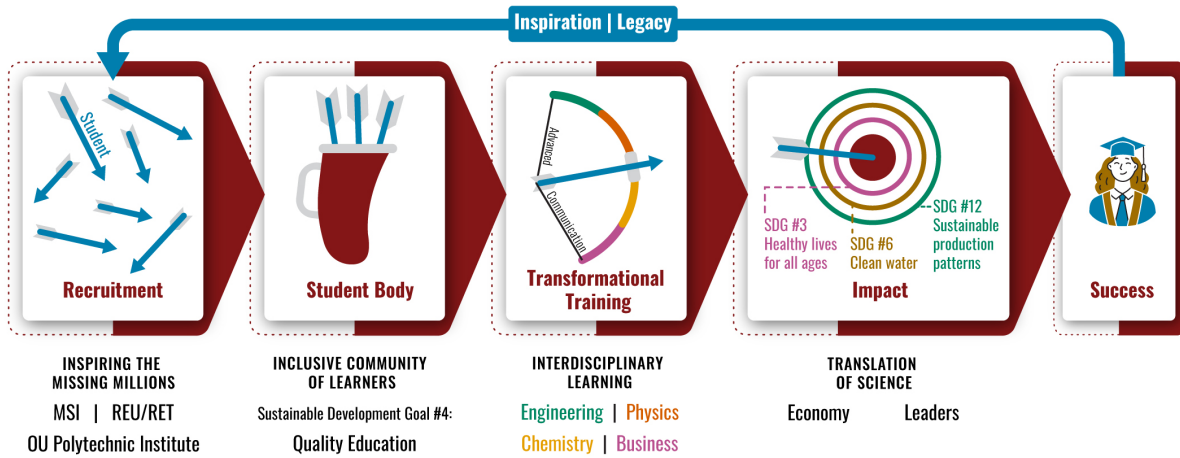 Inspiration | Legacy
Student
Recruitment
INSPIRING THE
MISSING MILLIONS
MSI | REU/RET
OU Polytechnic Institute
Student Body
INCLUSIVE COMMUNITY
OF LEARNERS
Sustainable Development Goal #4:
Quality Education
Advanced
Communication
Transformational
Training
INTERDISCIPLINARY
LEARNING
Engineering | Physics
Chemistry | Business
SDG #3
Healthy lives
for all ages
SDG #6
Clean water
SDG #12
Sustainable
production
patterns
Impact
TRANSLATION
OF SCIENCE
Economy Leaders
Success